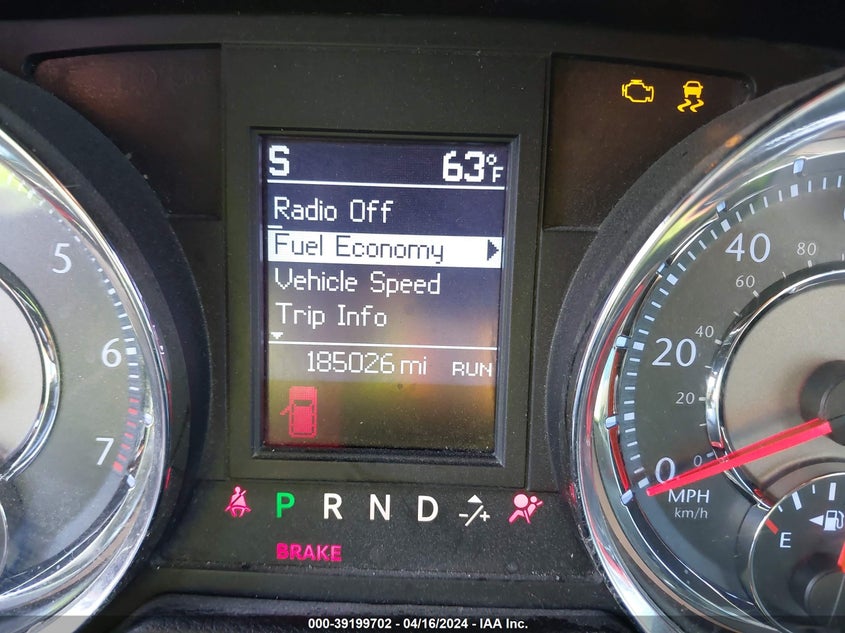 S 63°F
Radio Off
Fuel Economy
Vehicle Speed
Trip Info
185026 mi RUN
P R N D -/+
BRAKE
5
6
7
40
20
0
80
60
40
20
0
MPH
km/h
E
000-39199702 - 04/16/2024 - IAA Inc.